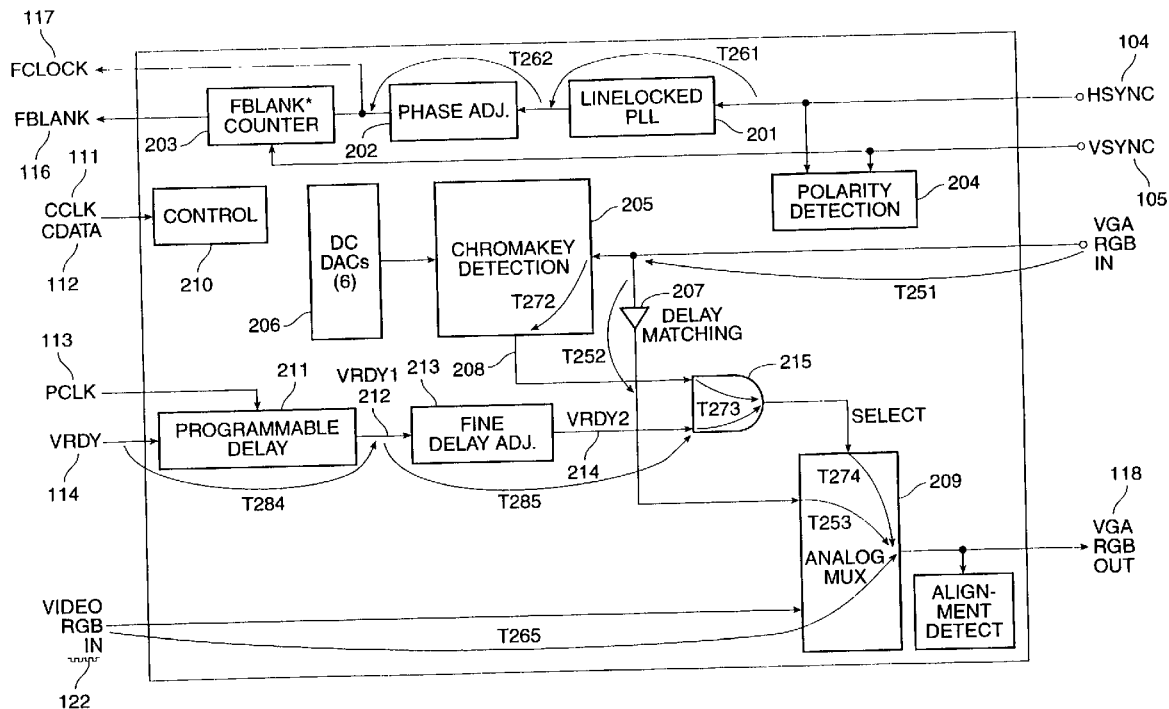 117
FCLOCK
FBLANK
116
111
CCLK
CDATA
112
113
PCLK
VRDY
114
VIDEO
RGB
IN
122
T262
T261
FBLANK*
COUNTER
203
PHASE ADJ.
202
LINELOCKED
PLL
201
104
HSYNC
VSYNC
105
POLARITY
DETECTION
204
CONTROL
210
DC
DACs
(6)
206
CHROMAKEY
DETECTION
205
T272
208
VGA
RGB
IN
T251
207
DELAY
MATCHING
T252
211
PROGRAMMABLE
DELAY
T284
VRDY1
212
213
FINE
DELAY ADJ.
VRDY2
214
T285
215
T273
SELECT
T274
209
T253
ANALOG
MUX
T265
118
VGA
RGB
OUT
ALIGN-
MENT
DETECT